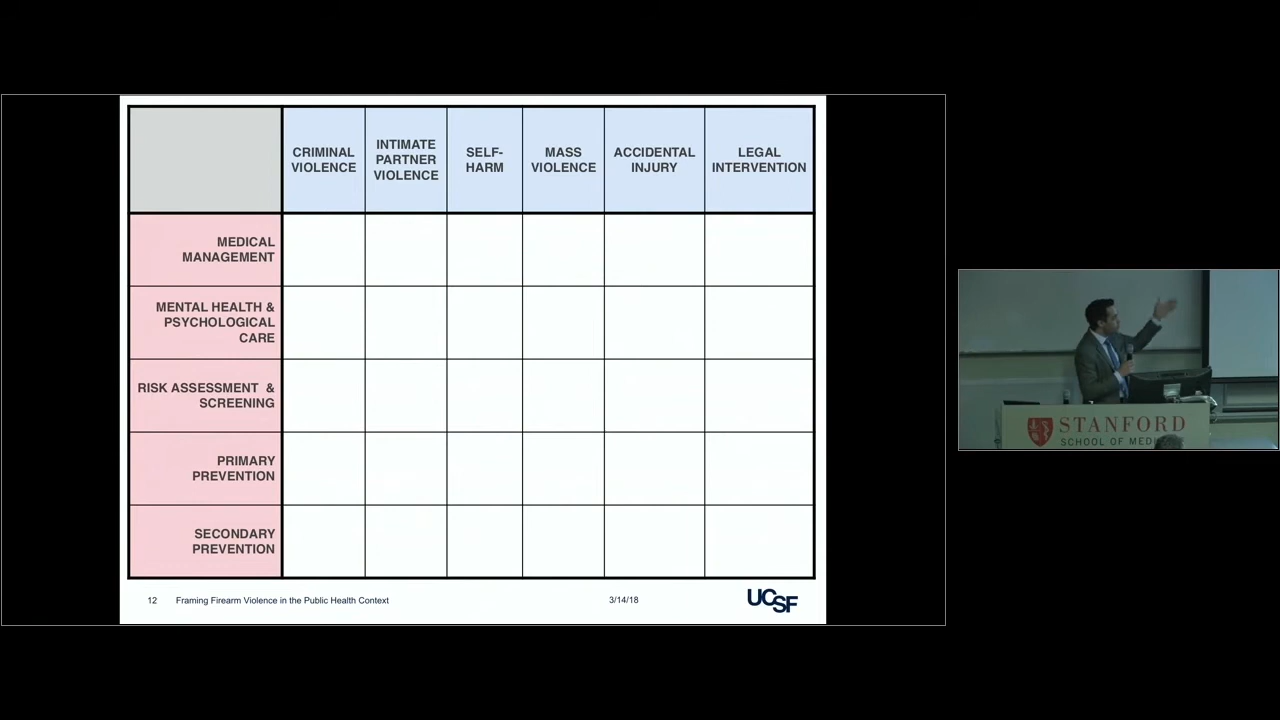 CRIMINAL
VIOLENCE
INTIMATE
PARTNER
VIOLENCE
SELF-
HARM
MASS
VIOLENCE
ACCIDENTAL
INJURY
LEGAL
INTERVENTION
MEDICAL
MANAGEMENT
MENTAL HEALTH &
PSYCHOLOGICAL
CARE
RISK ASSESSMENT &
SCREENING
PRIMARY
PREVENTION
SECONDARY
PREVENTION
12 Framing Firearm Violence in the Public Health Context 3/14/18 UCSF
STANFORD
SCHOOL OF